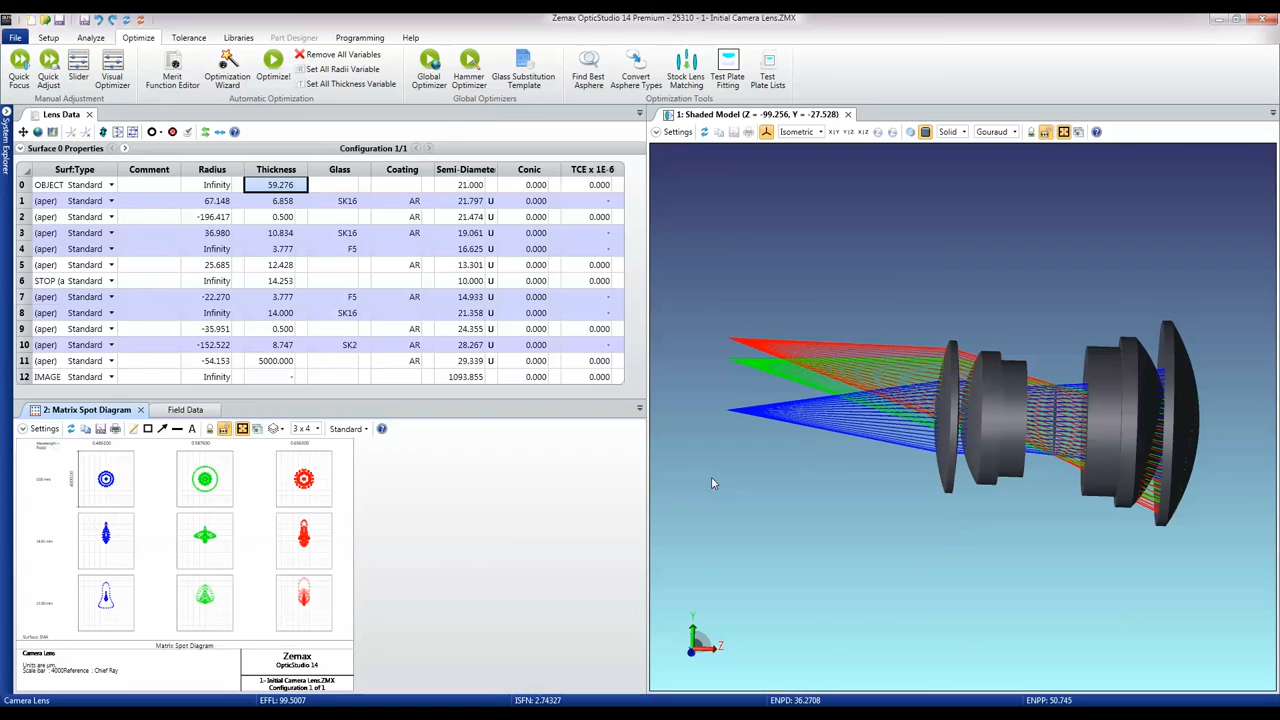 Zemax OpticStudio 14 Premium - 25310 - 1- Initial Camera Lens.ZMX
File Setup Analyze Optimize Tolerance Libraries Part Designer Programming Help
Quick Focus
Quick Adjust
Slider
Visual Optimizer
Merit Function Editor
Optimization Wizard
Optimize!
Remove All Variables
Set All Radii Variable
Set All Thickness Variable
Global Optimizer
Hammer Optimizer
Glass Substitution Template
Find Best Asphere
Convert Asphere Types
Stock Lens Matching
Test Plate Fitting
Test Plate Lists
Manual Adjustment
Automatic Optimization
Global Optimizers
Optimization Tools
System Explorer
Lens Data
Surface 0 Properties
Configuration 1/1
Surf:Type Comment Radius Thickness Glass Coating Semi-Diamete Conic TCE x 1E-6
0 OBJECT Standard Infinity 59.276 21.000 0.000 0.000
1 (aper) Standard 67.148 6.858 SK16 AR 21.797 U 0.000 -
2 (aper) Standard -196.417 0.500 AR 21.474 U 0.000 0.000
3 (aper) Standard 36.980 10.834 SK16 AR 19.061 U 0.000 -
4 (aper) Standard Infinity 3.777 F5 16.625 U 0.000 -
5 (aper) Standard 25.685 12.428 AR 13.301 U 0.000 0.000
6 STOP (a Standard Infinity 14.253 10.000 U 0.000 0.000
7 (aper) Standard -22.270 3.777 F5 AR 14.933 U 0.000 -
8 (aper) Standard Infinity 14.000 SK16 21.358 U 0.000 -
9 (aper) Standard -35.951 0.500 AR 24.355 U 0.000 0.000
10 (aper) Standard -152.522 8.747 SK2 AR 28.267 U 0.000 -
11 (aper) Standard -54.153 5000.000 AR 29.339 U 0.000 0.000
12 IMAGE Standard Infinity - 1093.855 0.000 0.000
2: Matrix Spot Diagram
Field Data
Settings
3 x 4
Standard
Surface: IMA
Matrix Spot Diagram
Camera Lens
Units are µm.
Scale bar : 4000 Reference : Chief Ray
Zemax
OpticStudio 14
1- Initial Camera Lens.ZMX
Configuration 1 of 1
1: Shaded Model (Z = -99.256, Y = -27.528)
Settings
Isometric
Solid
Gouraud
Y
Z
Camera Lens
EFFL: 99.5007
ISFN: 2.74327
ENPD: 36.2708
ENPP: 50.745